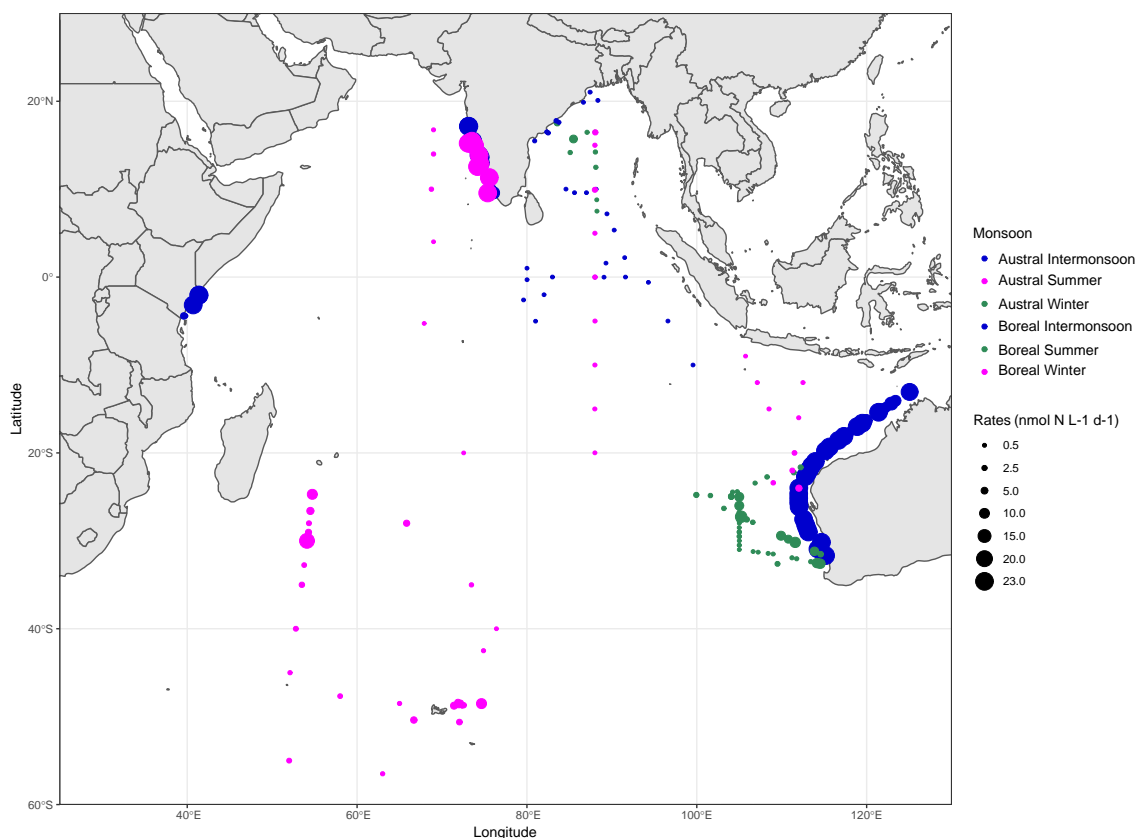 20°N
0°
20°S
40°S
60°S
40°E
60°E
80°E
100°E
120°E
Latitude
Longitude
Monsoon
Austral Intermonsoon
Austral Summer
Austral Winter
Boreal Intermonsoon
Boreal Summer
Boreal Winter
Rates (nmol N L-1 d-1)
0.5
2.5
5.0
10.0
15.0
20.0
23.0